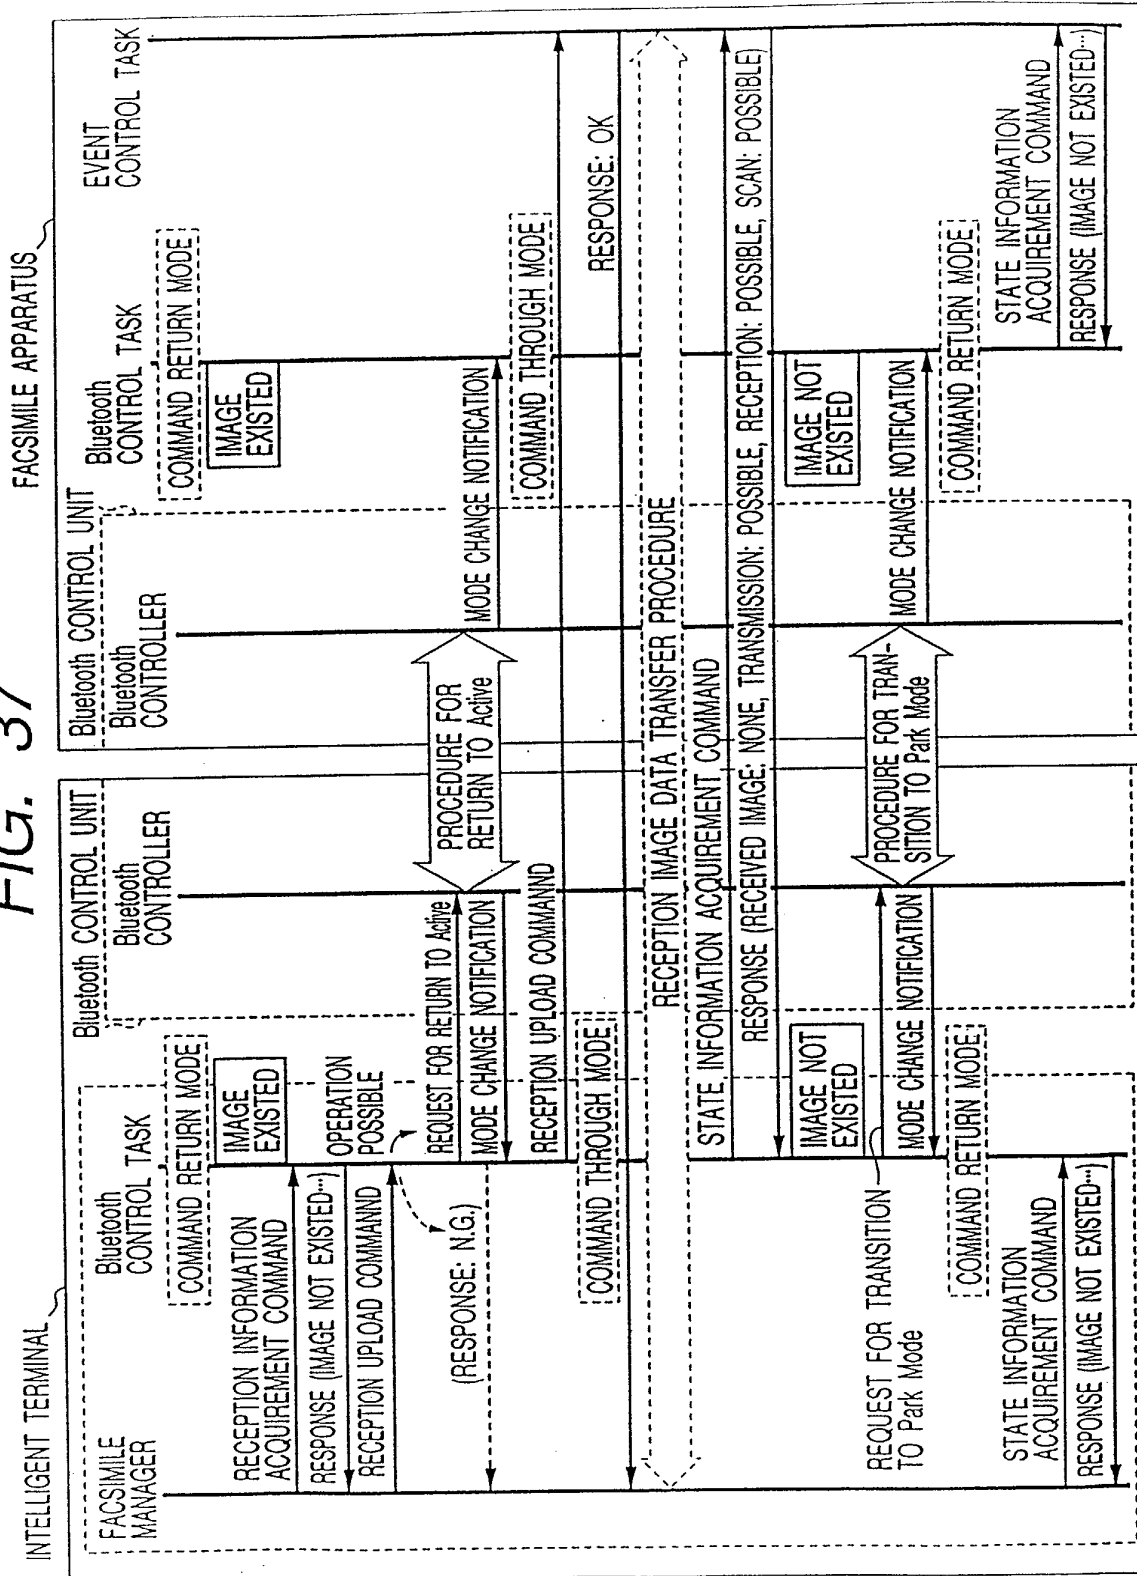 FIG. 37
INTELLIGENT TERMINAL
FACSIMILE APPARATUS
Bluetooth CONTROL UNIT
Bluetooth CONTROL UNIT
FACSIMILE
MANAGER
Bluetooth
CONTROL TASK
Bluetooth
CONTROLLER
Bluetooth
CONTROLLER
Bluetooth
CONTROL TASK
EVENT
CONTROL TASK
COMMAND RETURN MODE
COMMAND RETURN MODE
IMAGE
EXISTED
IMAGE
EXISTED
RECEPTION INFORMATION
ACQUIREMENT COMMAND
RESPONSE (IMAGE NOT EXISTED···)
OPERATION
POSSIBLE
RECEPTION UPLOAD COMMANND
REQUEST FOR RETURN TO Active
PROCEDURE FOR
RETURN TO Active
(RESPONSE: N.G.)
MODE CHANGE NOTIFICATION
MODE CHANGE NOTIFICATION
RECEPTION UPLOAD COMMANND
COMMAND THROUGH MODE
COMMAND THROUGH MODE
RESPONSE: OK
RECEPTION IMAGE DATA TRANSFER PROCEDURE
STATE INFORMATION ACQUIREMENT COMMAND
RESPONSE (RECEIVED IMAGE: NONE, TRANSMISSION: POSSIBLE, RECEPTION: POSSIBLE, SCAN: POSSIBLE)
IMAGE NOT
EXISTED
IMAGE NOT
EXISTED
REQUEST FOR TRANSITION
TO Park Mode
PROCEDURE FOR TRAN-
SITION TO Park Mode
MODE CHANGE NOTIFICATION
MODE CHANGE NOTIFICATION
COMMAND RETURN MODE
COMMAND RETURN MODE
STATE INFORMATION
ACQUIREMENT COMMAND
RESPONSE (IMAGE NOT EXISTED···)
STATE INFORMATION
ACQUIREMENT COMMAND
RESPONSE (IMAGE NOT EXISTED···)